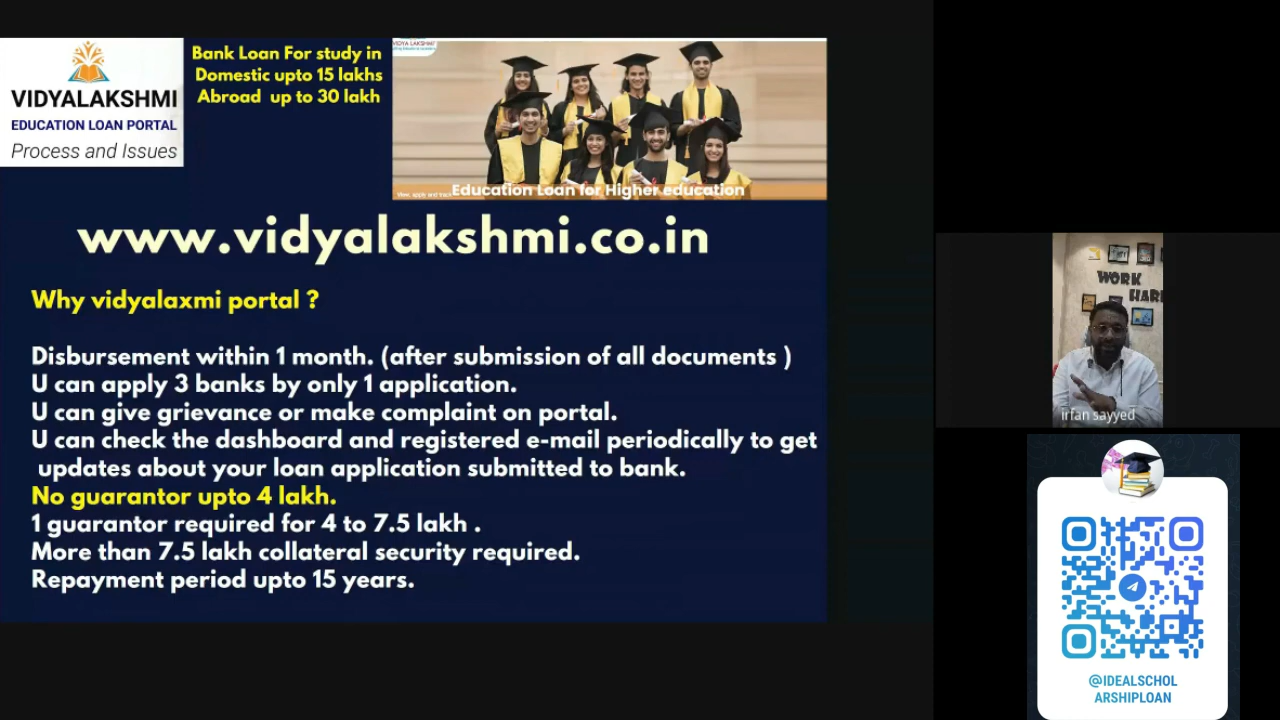 VIDYALAKSHMI
EDUCATION LOAN PORTAL
Process and Issues
Bank Loan For study in
Domestic upto 15 lakhs
Abroad up to 30 lakh
VIDYA LAKSHMI
Education Loan for Higher education
www.vidyalakshmi.co.in
Why vidyalaxmi portal ?
Disbursement within 1 month. (after submission of all documents )
U can apply 3 banks by only 1 application.
U can give grievance or make complaint on portal.
U can check the dashboard and registered e-mail periodically to get
updates about your loan application submitted to bank.
No guarantor upto 4 lakh.
1 guarantor required for 4 to 7.5 lakh .
More than 7.5 lakh collateral security required.
Repayment period upto 15 years.
WORK
HARD
irfan sayyed
@IDEALSCHOL
ARSHIPLOAN